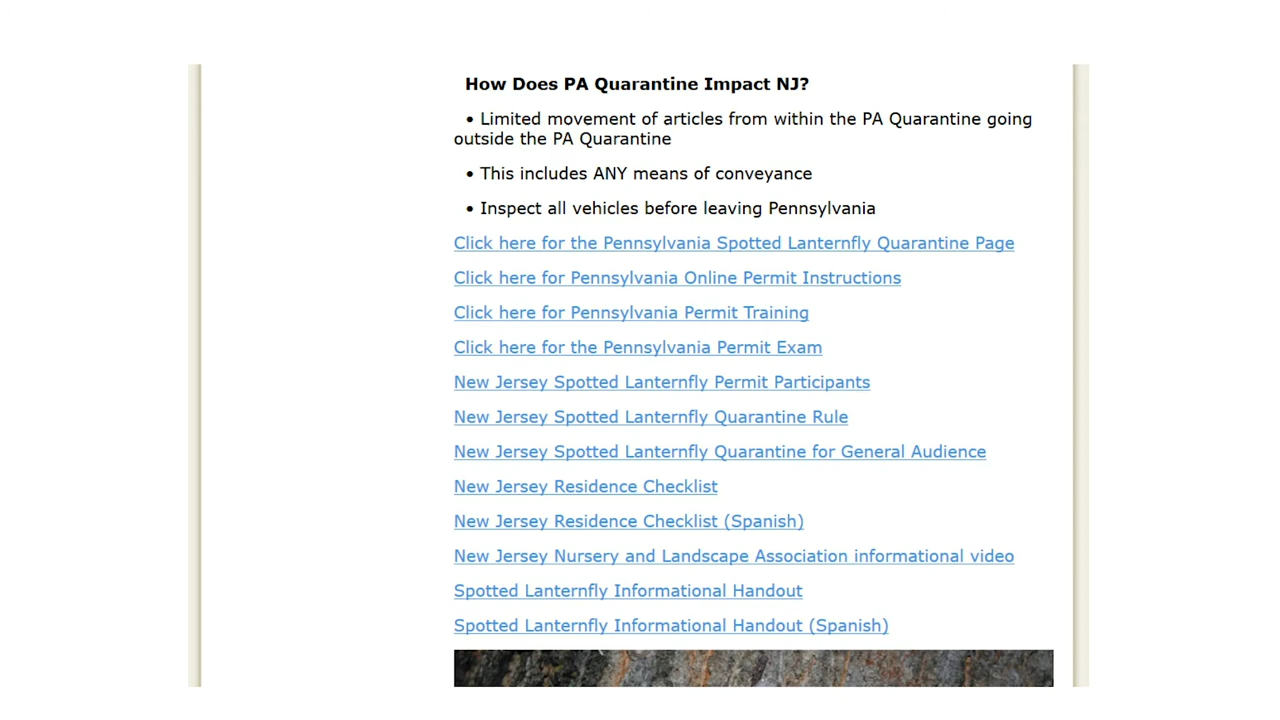 How Does PA Quarantine Impact NJ?
• Limited movement of articles from within the PA Quarantine going
outside the PA Quarantine
• This includes ANY means of conveyance
• Inspect all vehicles before leaving Pennsylvania
Click here for the Pennsylvania Spotted Lanternfly Quarantine Page
Click here for Pennsylvania Online Permit Instructions
Click here for Pennsylvania Permit Training
Click here for the Pennsylvania Permit Exam
New Jersey Spotted Lanternfly Permit Participants
New Jersey Spotted Lanternfly Quarantine Rule
New Jersey Spotted Lanternfly Quarantine for General Audience
New Jersey Residence Checklist
New Jersey Residence Checklist (Spanish)
New Jersey Nursery and Landscape Association informational video
Spotted Lanternfly Informational Handout
Spotted Lanternfly Informational Handout (Spanish)